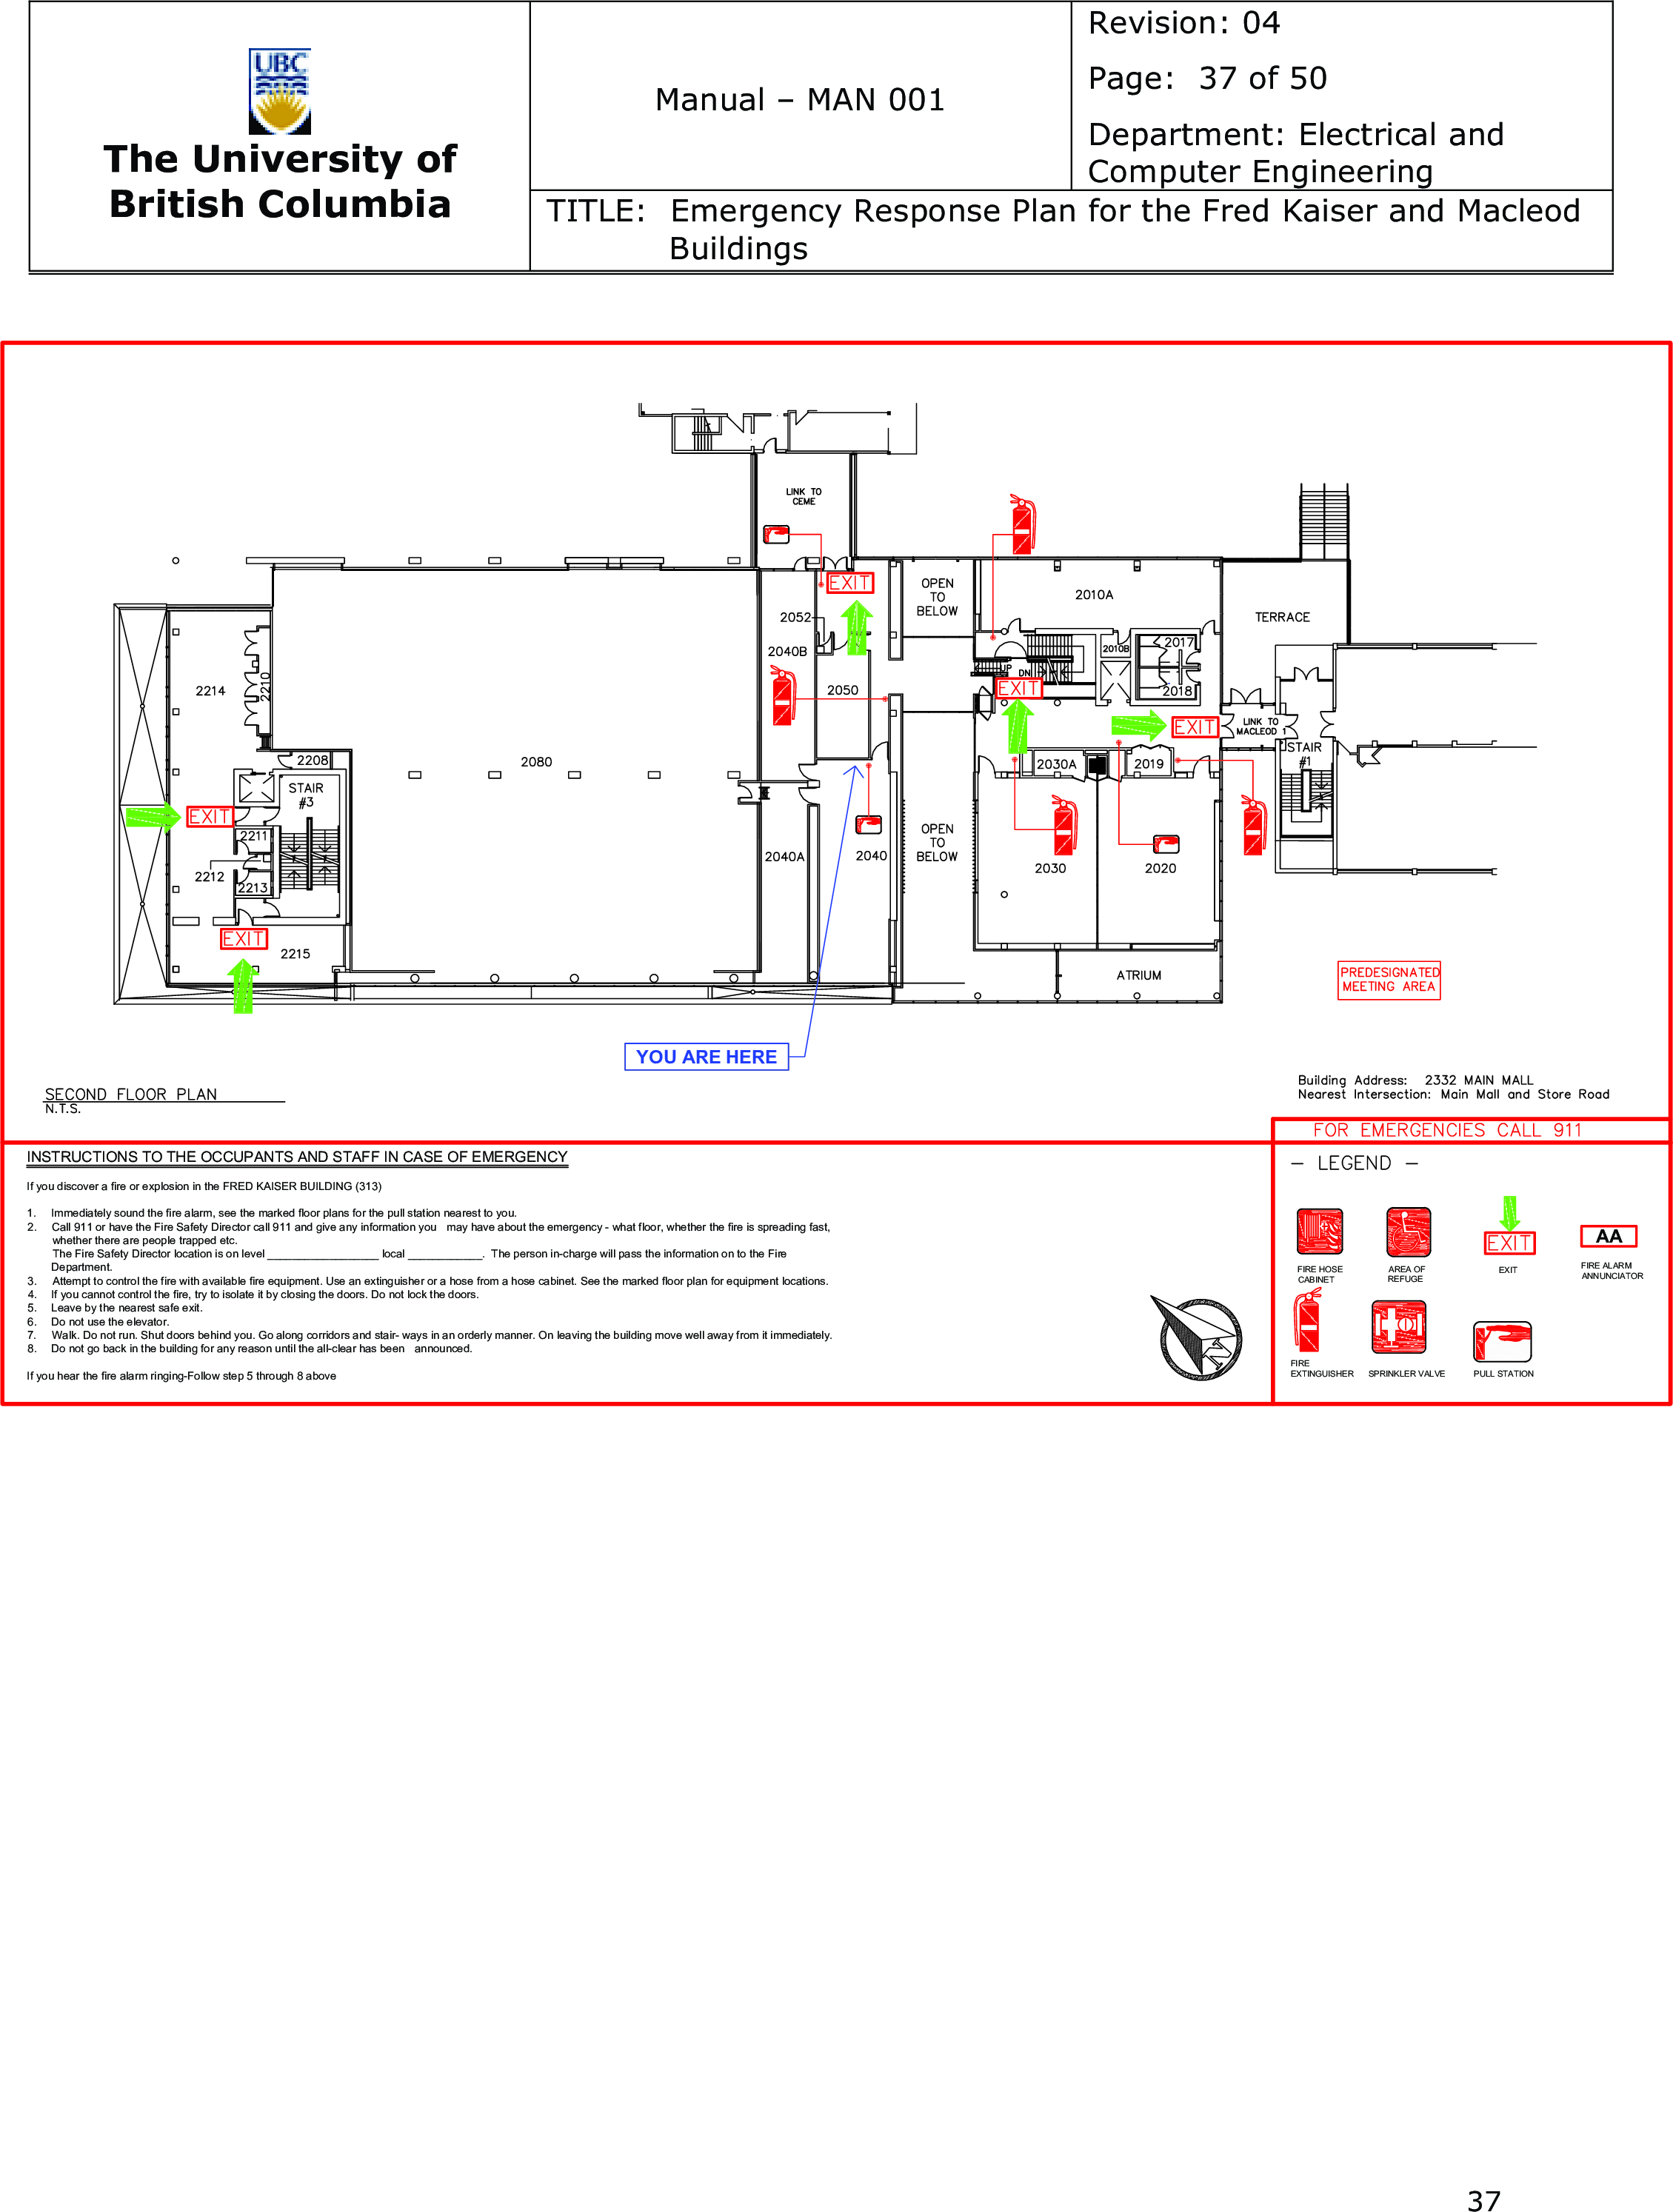 UBC
The University of
British Columbia
Manual – MAN 001
Revision: 04
Page: 37 of 50
Department: Electrical and
Computer Engineering
TITLE: Emergency Response Plan for the Fred Kaiser and Macleod
Buildings
LINK TO
CEME
EXIT
OPEN
TO
BELOW
2010A
TERRACE
2052
2040B
2010B
2017
2214
2210
2050
UP
DN
EXIT
2018
LINK TO
MACLEOD 1
EXIT
STAIR
#1
2208
2080
2030A
2019
STAIR
#3
EXIT
2211
2212
2213
2040A
2040
OPEN
TO
BELOW
2030
2020
EXIT
2215
ATRIUM
PREDESIGNATED
MEETING AREA
YOU ARE HERE
SECOND FLOOR PLAN
N.T.S.
Building Address: 2332 MAIN MALL
Nearest Intersection: Main Mall and Store Road
FOR EMERGENCIES CALL 911
INSTRUCTIONS TO THE OCCUPANTS AND STAFF IN CASE OF EMERGENCY
If you discover a fire or explosion in the FRED KAISER BUILDING (313)
1. Immediately sound the fire alarm, see the marked floor plans for the pull station nearest to you.
2. Call 911 or have the Fire Safety Director call 911 and give any information you may have about the emergency - what floor, whether the fire is spreading fast,
whether there are people trapped etc.
The Fire Safety Director location is on level __________________ local ____________. The person in-charge will pass the information on to the Fire
Department.
3. Attempt to control the fire with available fire equipment. Use an extinguisher or a hose from a hose cabinet. See the marked floor plan for equipment locations.
4. If you cannot control the fire, try to isolate it by closing the doors. Do not lock the doors.
5. Leave by the nearest safe exit.
6. Do not use the elevator.
7. Walk. Do not run. Shut doors behind you. Go along corridors and stair- ways in an orderly manner. On leaving the building move well away from it immediately.
8. Do not go back in the building for any reason until the all-clear has been announced.
If you hear the fire alarm ringing-Follow step 5 through 8 above
N
– LEGEND –
FIRE HOSE
CABINET
AREA OF
REFUGE
EXIT
EXIT
AA
FIRE ALARM
ANNUNCIATOR
FIRE
EXTINGUISHER
SPRINKLER VALVE
PULL STATION
37